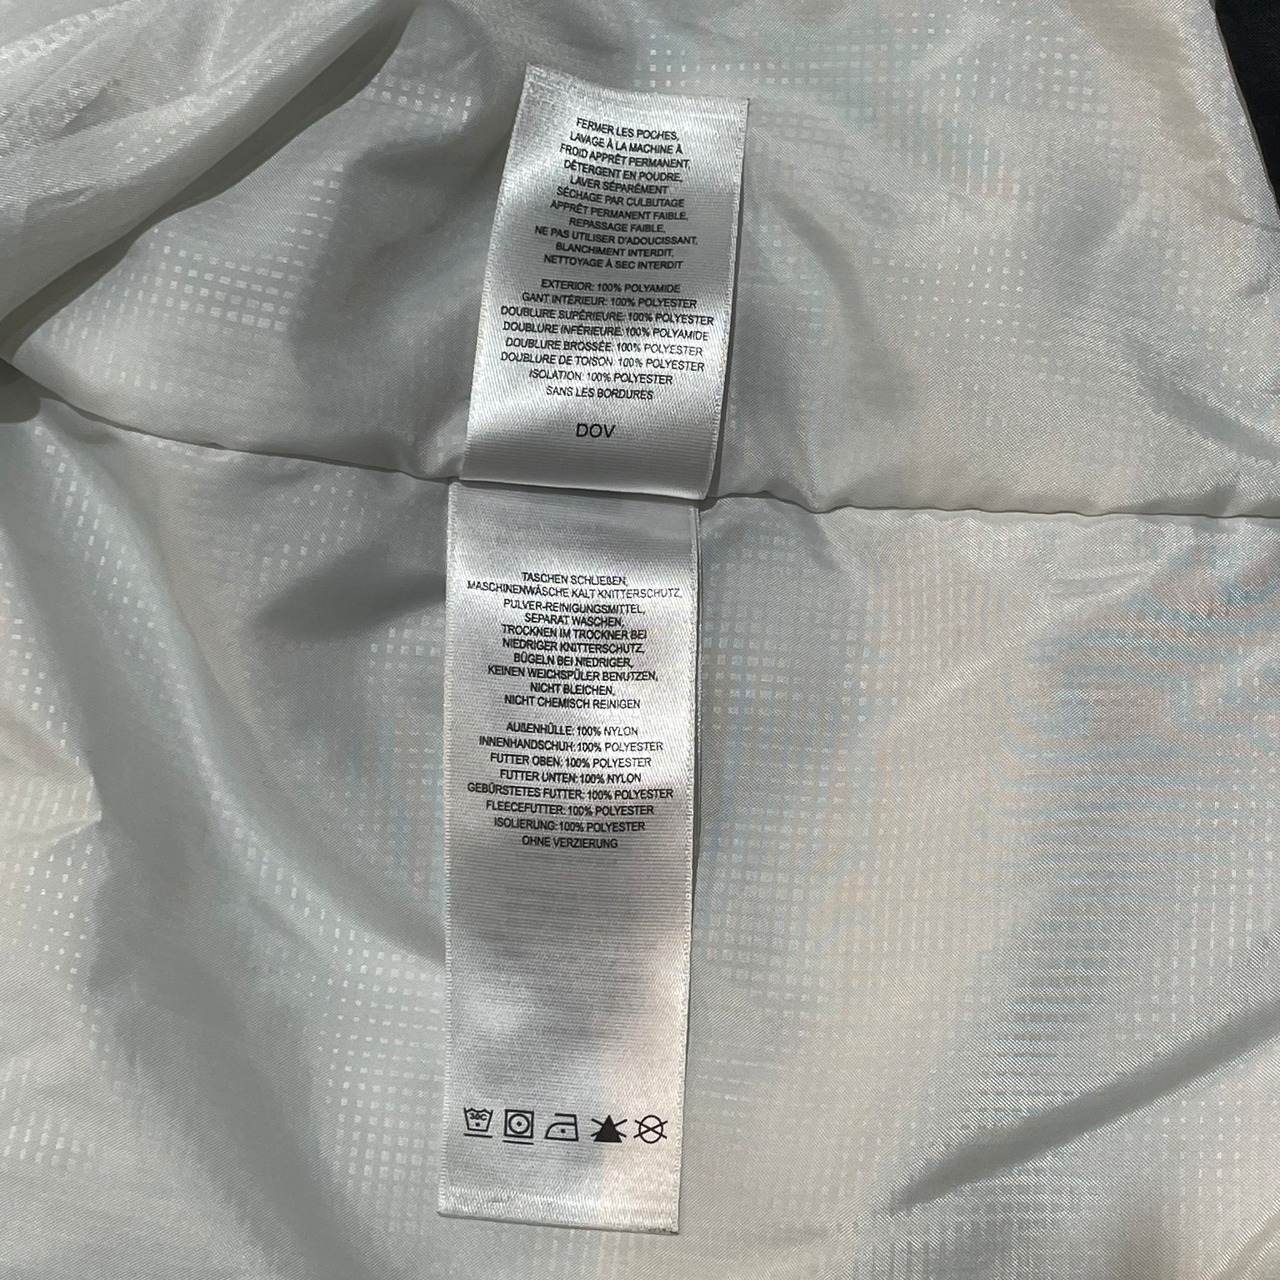 FERMER LES POCHES,
LAVAGE À LA MACHINE À
FROID APPRÊT PERMANENT,
DÉTERGENT EN POUDRE,
LAVER SÉPARÉMENT
SÉCHAGE PAR CULBUTAGE
APPRÊT PERMANENT FAIBLE,
REPASSAGE FAIBLE,
NE PAS UTILISER D'ADOUCISSANT,
BLANCHIMENT INTERDIT,
NETTOYAGE À SEC INTERDIT
EXTERIOR: 100% POLYAMIDE
GANT INTÉRIEUR: 100% POLYESTER
DOUBLURE SUPÉRIEURE: 100% POLYESTER
DOUBLURE INFÉRIEURE: 100% POLYAMIDE
DOUBLURE BROSSÉE: 100% POLYESTER
DOUBLURE DE TOISON: 100% POLYESTER
ISOLATION: 100% POLYESTER
SANS LES BORDURES
DOV
TASCHEN SCHLIEßEN,
MASCHINENWÄSCHE KALT KNITTERSCHUTZ,
PULVER-REINIGUNGSMITTEL,
SEPARAT WASCHEN,
TROCKNEN IM TROCKNER BEI
NIEDRIGER KNITTERSCHUTZ,
BÜGELN BEI NIEDRIGER,
KEINEN WEICHSPÜLER BENUTZEN,
NICHT BLEICHEN,
NICHT CHEMISCH REINIGEN
AUßENHÜLLE: 100% NYLON
INNENHANDSCHUH: 100% POLYESTER
FUTTER OBEN: 100% POLYESTER
FUTTER UNTEN: 100% NYLON
GEBÜRSTETES FUTTER: 100% POLYESTER
FLEECEFUTTER: 100% POLYESTER
ISOLIERUNG: 100% POLYESTER
OHNE VERZIERUNG
30C